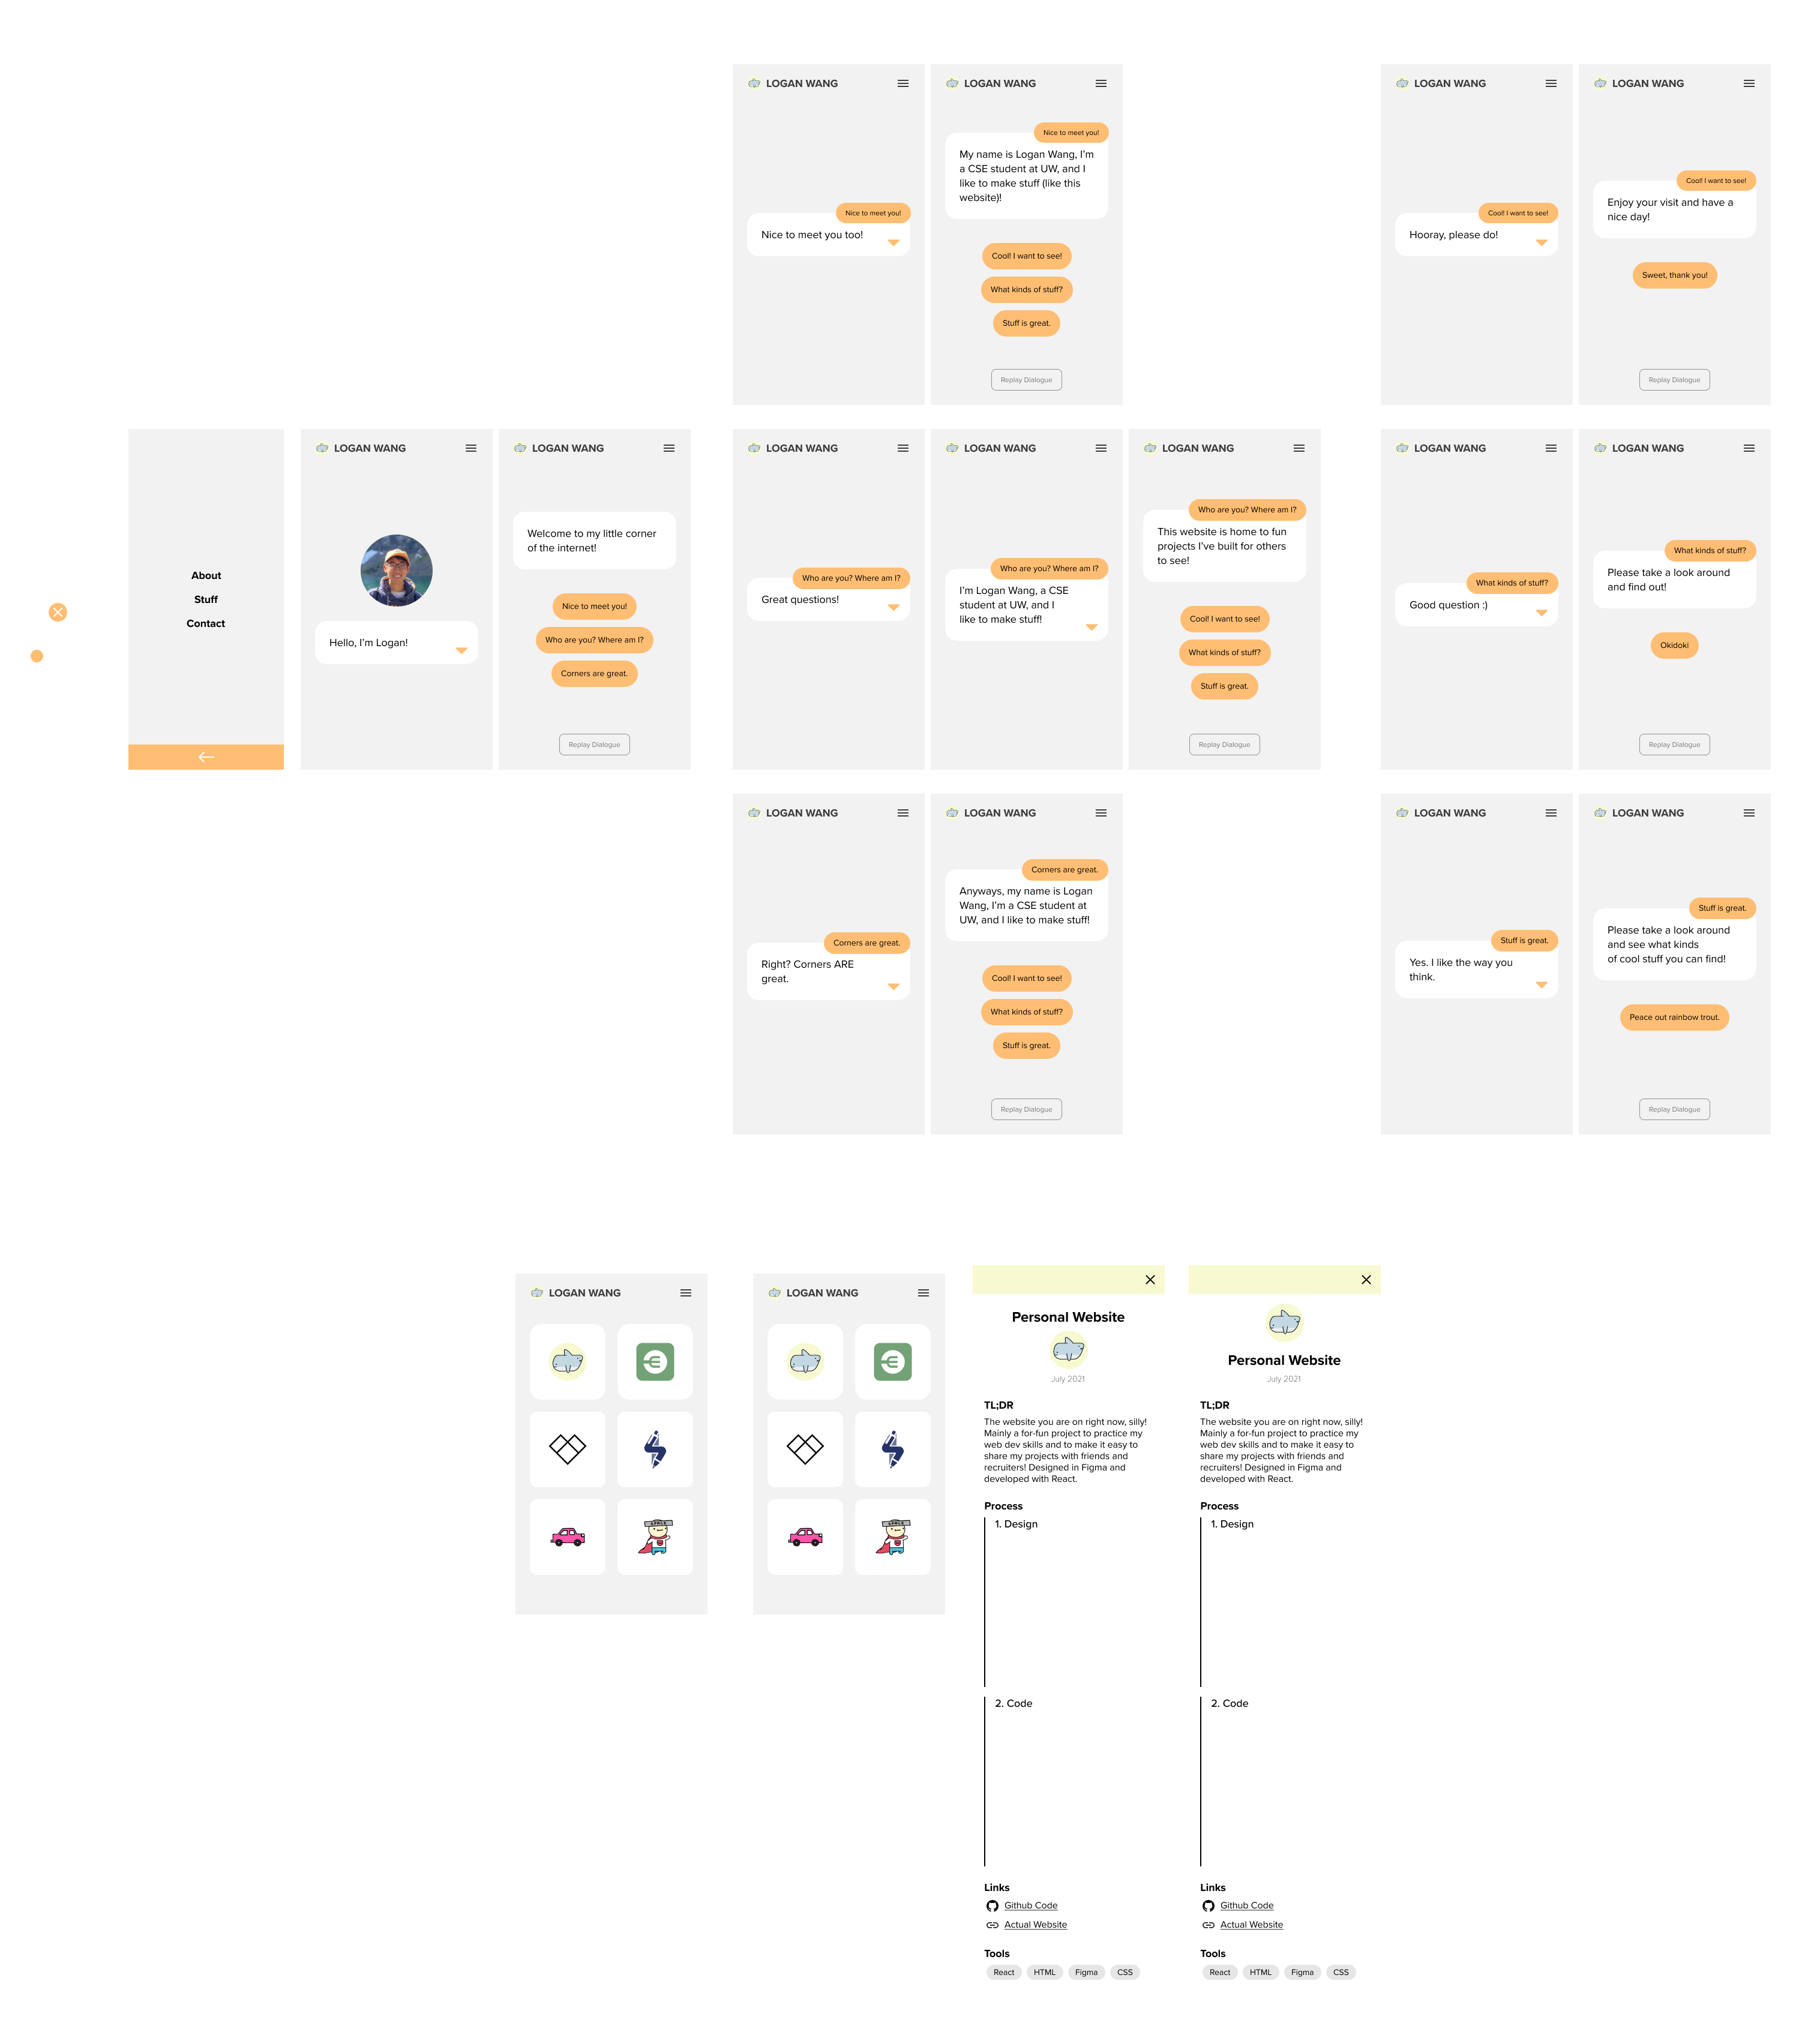 LOGAN WANG
Nice to meet you!
Nice to meet you too!
LOGAN WANG
Nice to meet you!
My name is Logan Wang, I'm
a CSE student at UW, and I
like to make stuff (like this
website)!
Cool! I want to see!
What kinds of stuff?
Stuff is great.
Replay Dialogue
LOGAN WANG
Cool! I want to see!
Hooray, please do!
LOGAN WANG
Cool! I want to see!
Enjoy your visit and have a
nice day!
Sweet, thank you!
Replay Dialogue
About
Stuff
Contact
LOGAN WANG
Hello, I'm Logan!
LOGAN WANG
Welcome to my little corner
of the internet!
Nice to meet you!
Who are you? Where am I?
Corners are great.
Replay Dialogue
LOGAN WANG
Who are you? Where am I?
Great questions!
LOGAN WANG
Who are you? Where am I?
I'm Logan Wang, a CSE
student at UW, and I
like to make stuff!
LOGAN WANG
Who are you? Where am I?
This website is home to fun
projects I've built for others
to see!
Cool! I want to see!
What kinds of stuff?
Stuff is great.
Replay Dialogue
LOGAN WANG
What kinds of stuff?
Good question :)
LOGAN WANG
What kinds of stuff?
Please take a look around
and find out!
Okidoki
Replay Dialogue
LOGAN WANG
Corners are great.
Right? Corners ARE
great.
LOGAN WANG
Corners are great.
Anyways, my name is Logan
Wang, I'm a CSE student at
UW, and I like to make stuff!
Cool! I want to see!
What kinds of stuff?
Stuff is great.
Replay Dialogue
LOGAN WANG
Stuff is great.
Yes. I like the way you
think.
LOGAN WANG
Stuff is great.
Please take a look around
and see what kinds
of cool stuff you can find!
Peace out rainbow trout.
Replay Dialogue
LOGAN WANG
SPACE
LOGAN WANG
SPACE
Personal Website
July 2021
TL;DR
The website you are on right now, silly!
Mainly a for-fun project to practice my
web dev skills and to make it easy to
share my projects with friends and
recruiters! Designed in Figma and
developed with React.
Process
1. Design
2. Code
Links
Github Code
Actual Website
Tools
React HTML Figma CSS
Personal Website
July 2021
TL;DR
The website you are on right now, silly!
Mainly a for-fun project to practice my
web dev skills and to make it easy to
share my projects with friends and
recruiters! Designed in Figma and
developed with React.
Process
1. Design
2. Code
Links
Github Code
Actual Website
Tools
React HTML Figma CSS